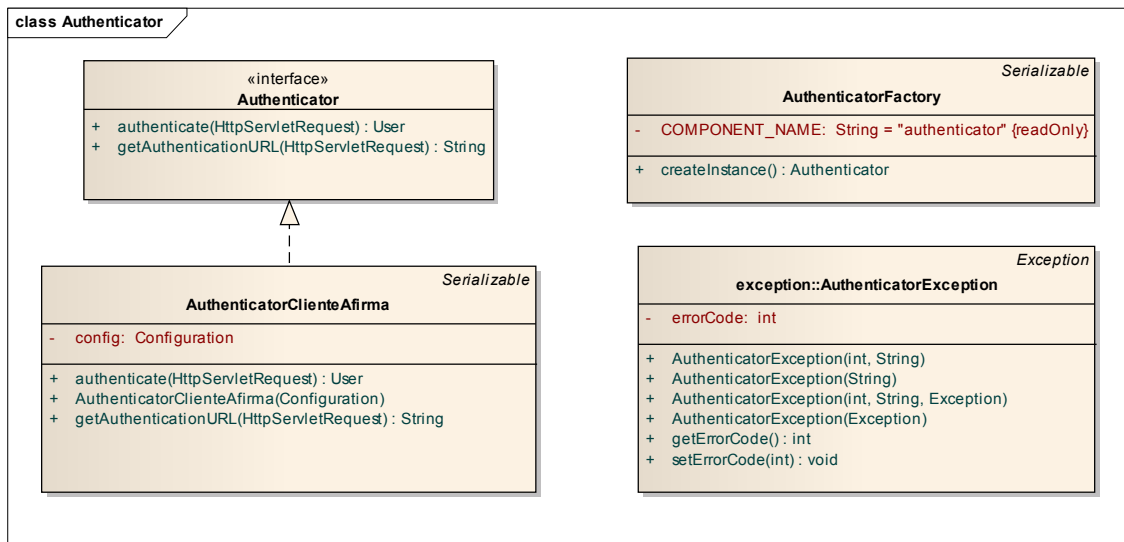 class Authenticator
«interface»
Authenticator
+ authenticate(HttpServletRequest) : User
+ getAuthenticationURL(HttpServletRequest) : String
Serializable
AuthenticatorFactory
- COMPONENT_NAME: String = "authenticator" {readOnly}
+ createInstance() : Authenticator
Serializable
AuthenticatorClienteAfirma
- config: Configuration
+ authenticate(HttpServletRequest) : User
+ AuthenticatorClienteAfirma(Configuration)
+ getAuthenticationURL(HttpServletRequest) : String
Exception
exception::AuthenticatorException
- errorCode: int
+ AuthenticatorException(int, String)
+ AuthenticatorException(String)
+ AuthenticatorException(int, String, Exception)
+ AuthenticatorException(Exception)
+ getErrorCode() : int
+ setErrorCode(int) : void